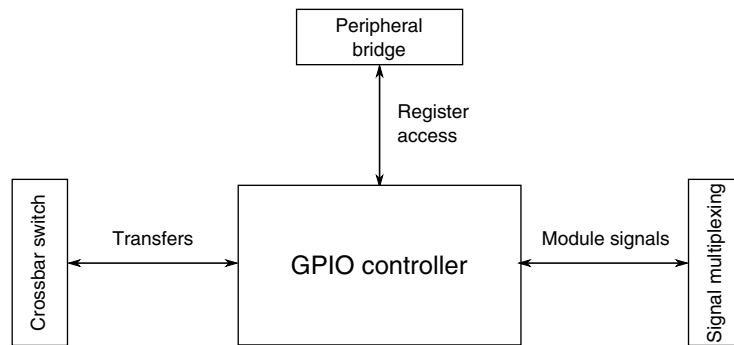 Peripheral
bridge
Register
access
Crossbar switch
Transfers
GPIO controller
Module signals
Signal multiplexing